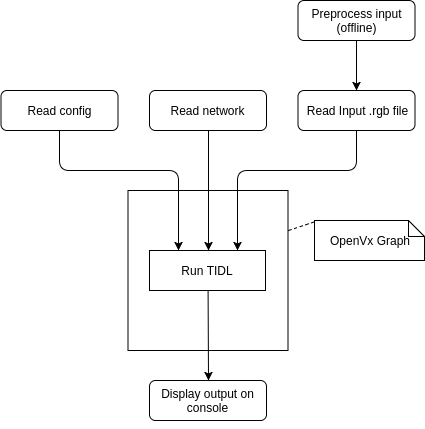 Preprocess input
(offline)
Read config
Read network
Read Input .rgb file
OpenVx Graph
Run TIDL
Display output on
console